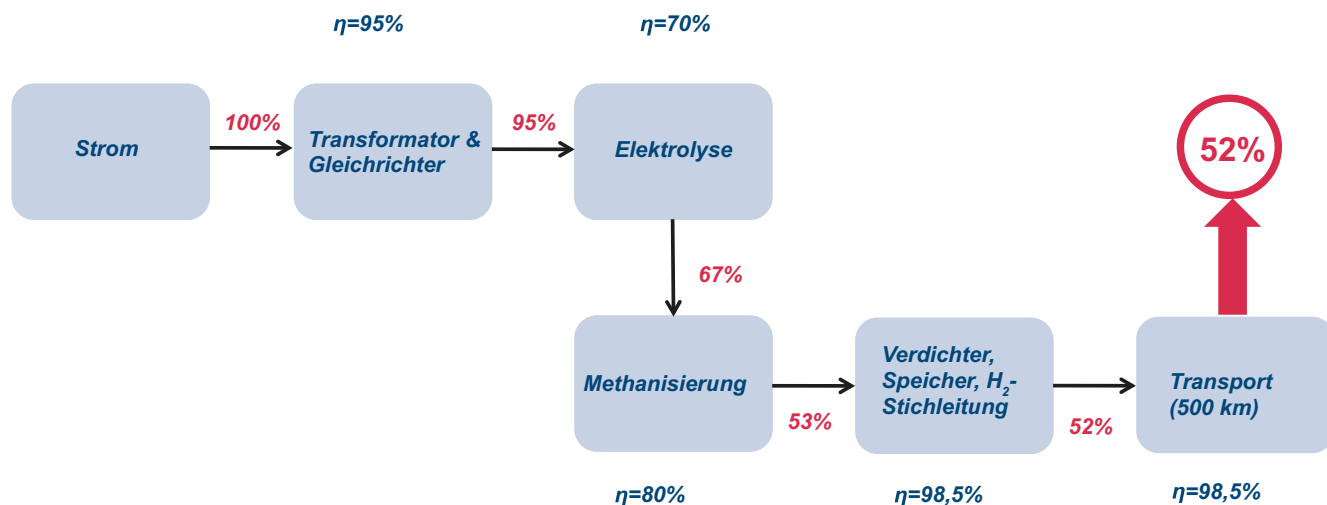 η=95%
η=70%
Strom
100%
Transformator &
Gleichrichter
95%
Elektrolyse
52%
67%
Methanisierung
53%
Verdichter,
Speicher, H₂-
Stichleitung
52%
Transport
(500 km)
η=80%
η=98,5%
η=98,5%